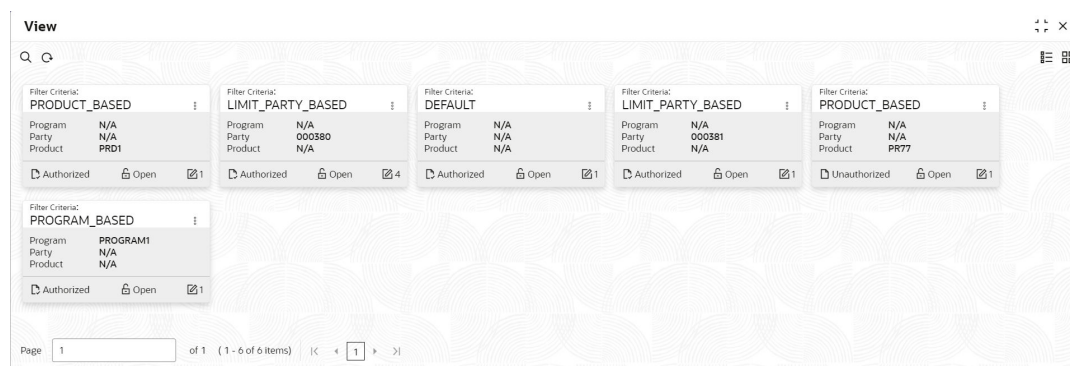 View
Filter Criteria:
PRODUCT_BASED
Program N/A
Party N/A
Product PRD1
Authorized Open 1
Filter Criteria:
LIMIT_PARTY_BASED
Program N/A
Party 000380
Product N/A
Authorized Open 4
Filter Criteria:
DEFAULT
Program N/A
Party N/A
Product N/A
Authorized Open 1
Filter Criteria:
LIMIT_PARTY_BASED
Program N/A
Party 000381
Product N/A
Authorized Open 1
Filter Criteria:
PRODUCT_BASED
Program N/A
Party N/A
Product PR77
Unauthorized Open 1
Filter Criteria:
PROGRAM_BASED
Program PROGRAM1
Party N/A
Product N/A
Authorized Open 1
Page 1 of 1 (1 - 6 of 6 items) 1